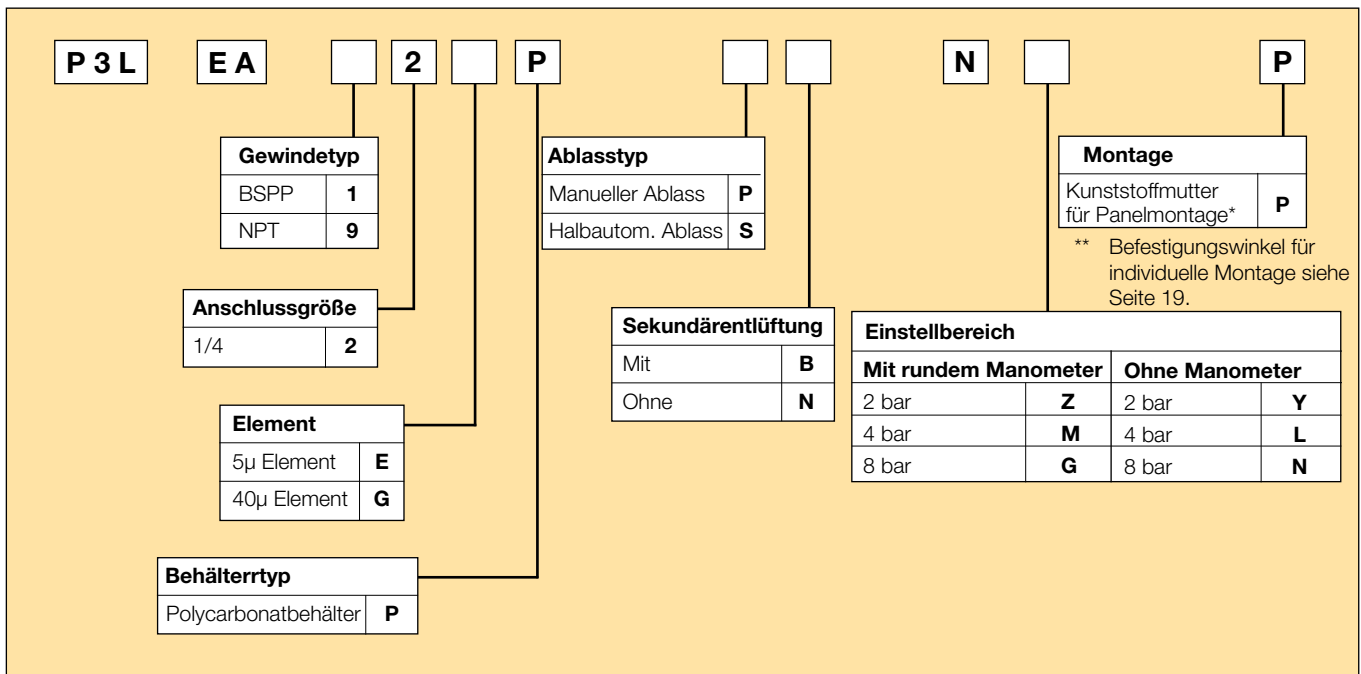 P 3 L E A 2 P N P
Gewindetyp
BSPP 1
NPT 9
Anschlussgröße
1/4 2
Element
5µ Element E
40µ Element G
Behälterrtyp
Polycarbonatbehälter P
Ablasstyp
Manueller Ablass P
Halbautom. Ablass S
Sekundärentlüftung
Mit B
Ohne N
Montage
Kunststoffmutter
für Panelmontage* P
** Befestigungswinkel für
individuelle Montage siehe
Seite 19.
Einstellbereich
Mit rundem Manometer Ohne Manometer
2 bar Z 2 bar Y
4 bar M 4 bar L
8 bar G 8 bar N